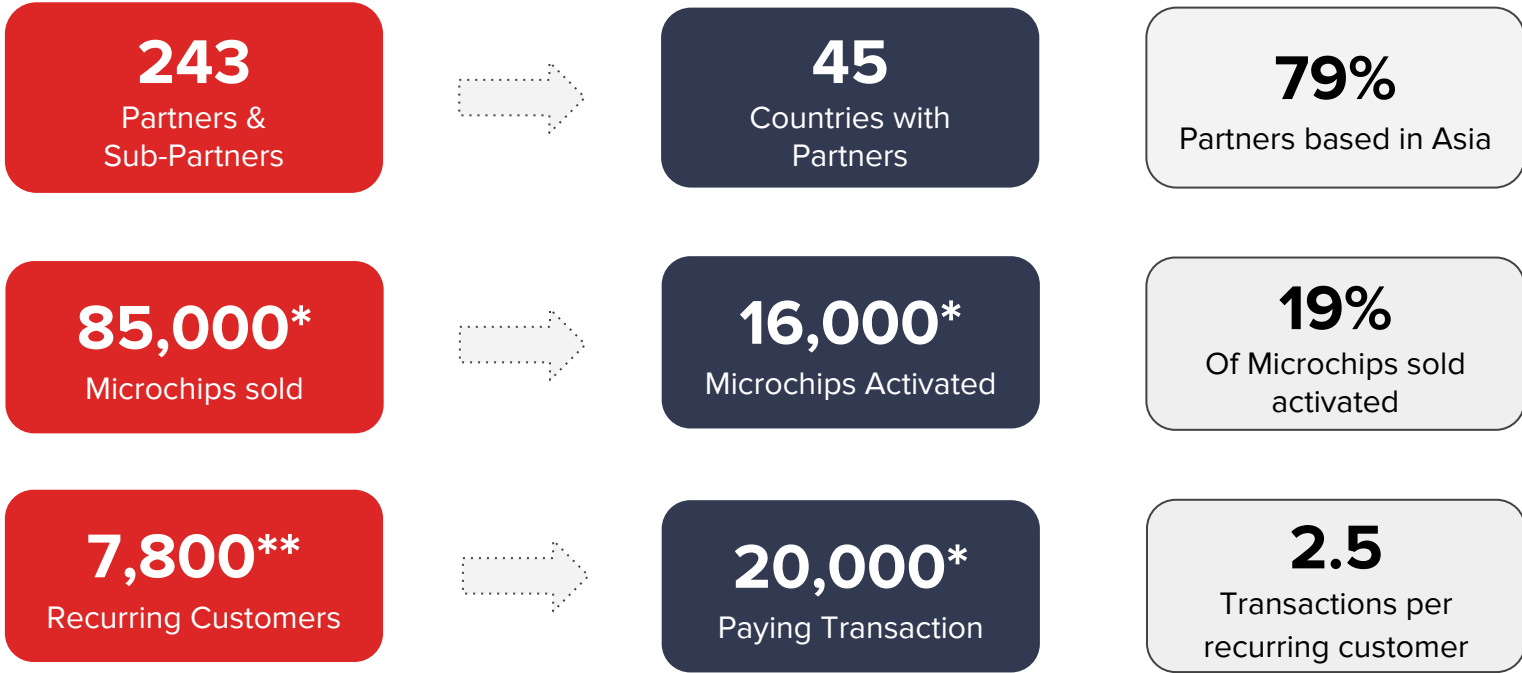 243
Partners &
Sub-Partners
45
Countries with
Partners
79%
Partners based in Asia
85,000*
Microchips sold
16,000*
Microchips Activated
19%
Of Microchips sold
activated
7,800**
Recurring Customers
20,000*
Paying Transaction
2.5
Transactions per
recurring customer